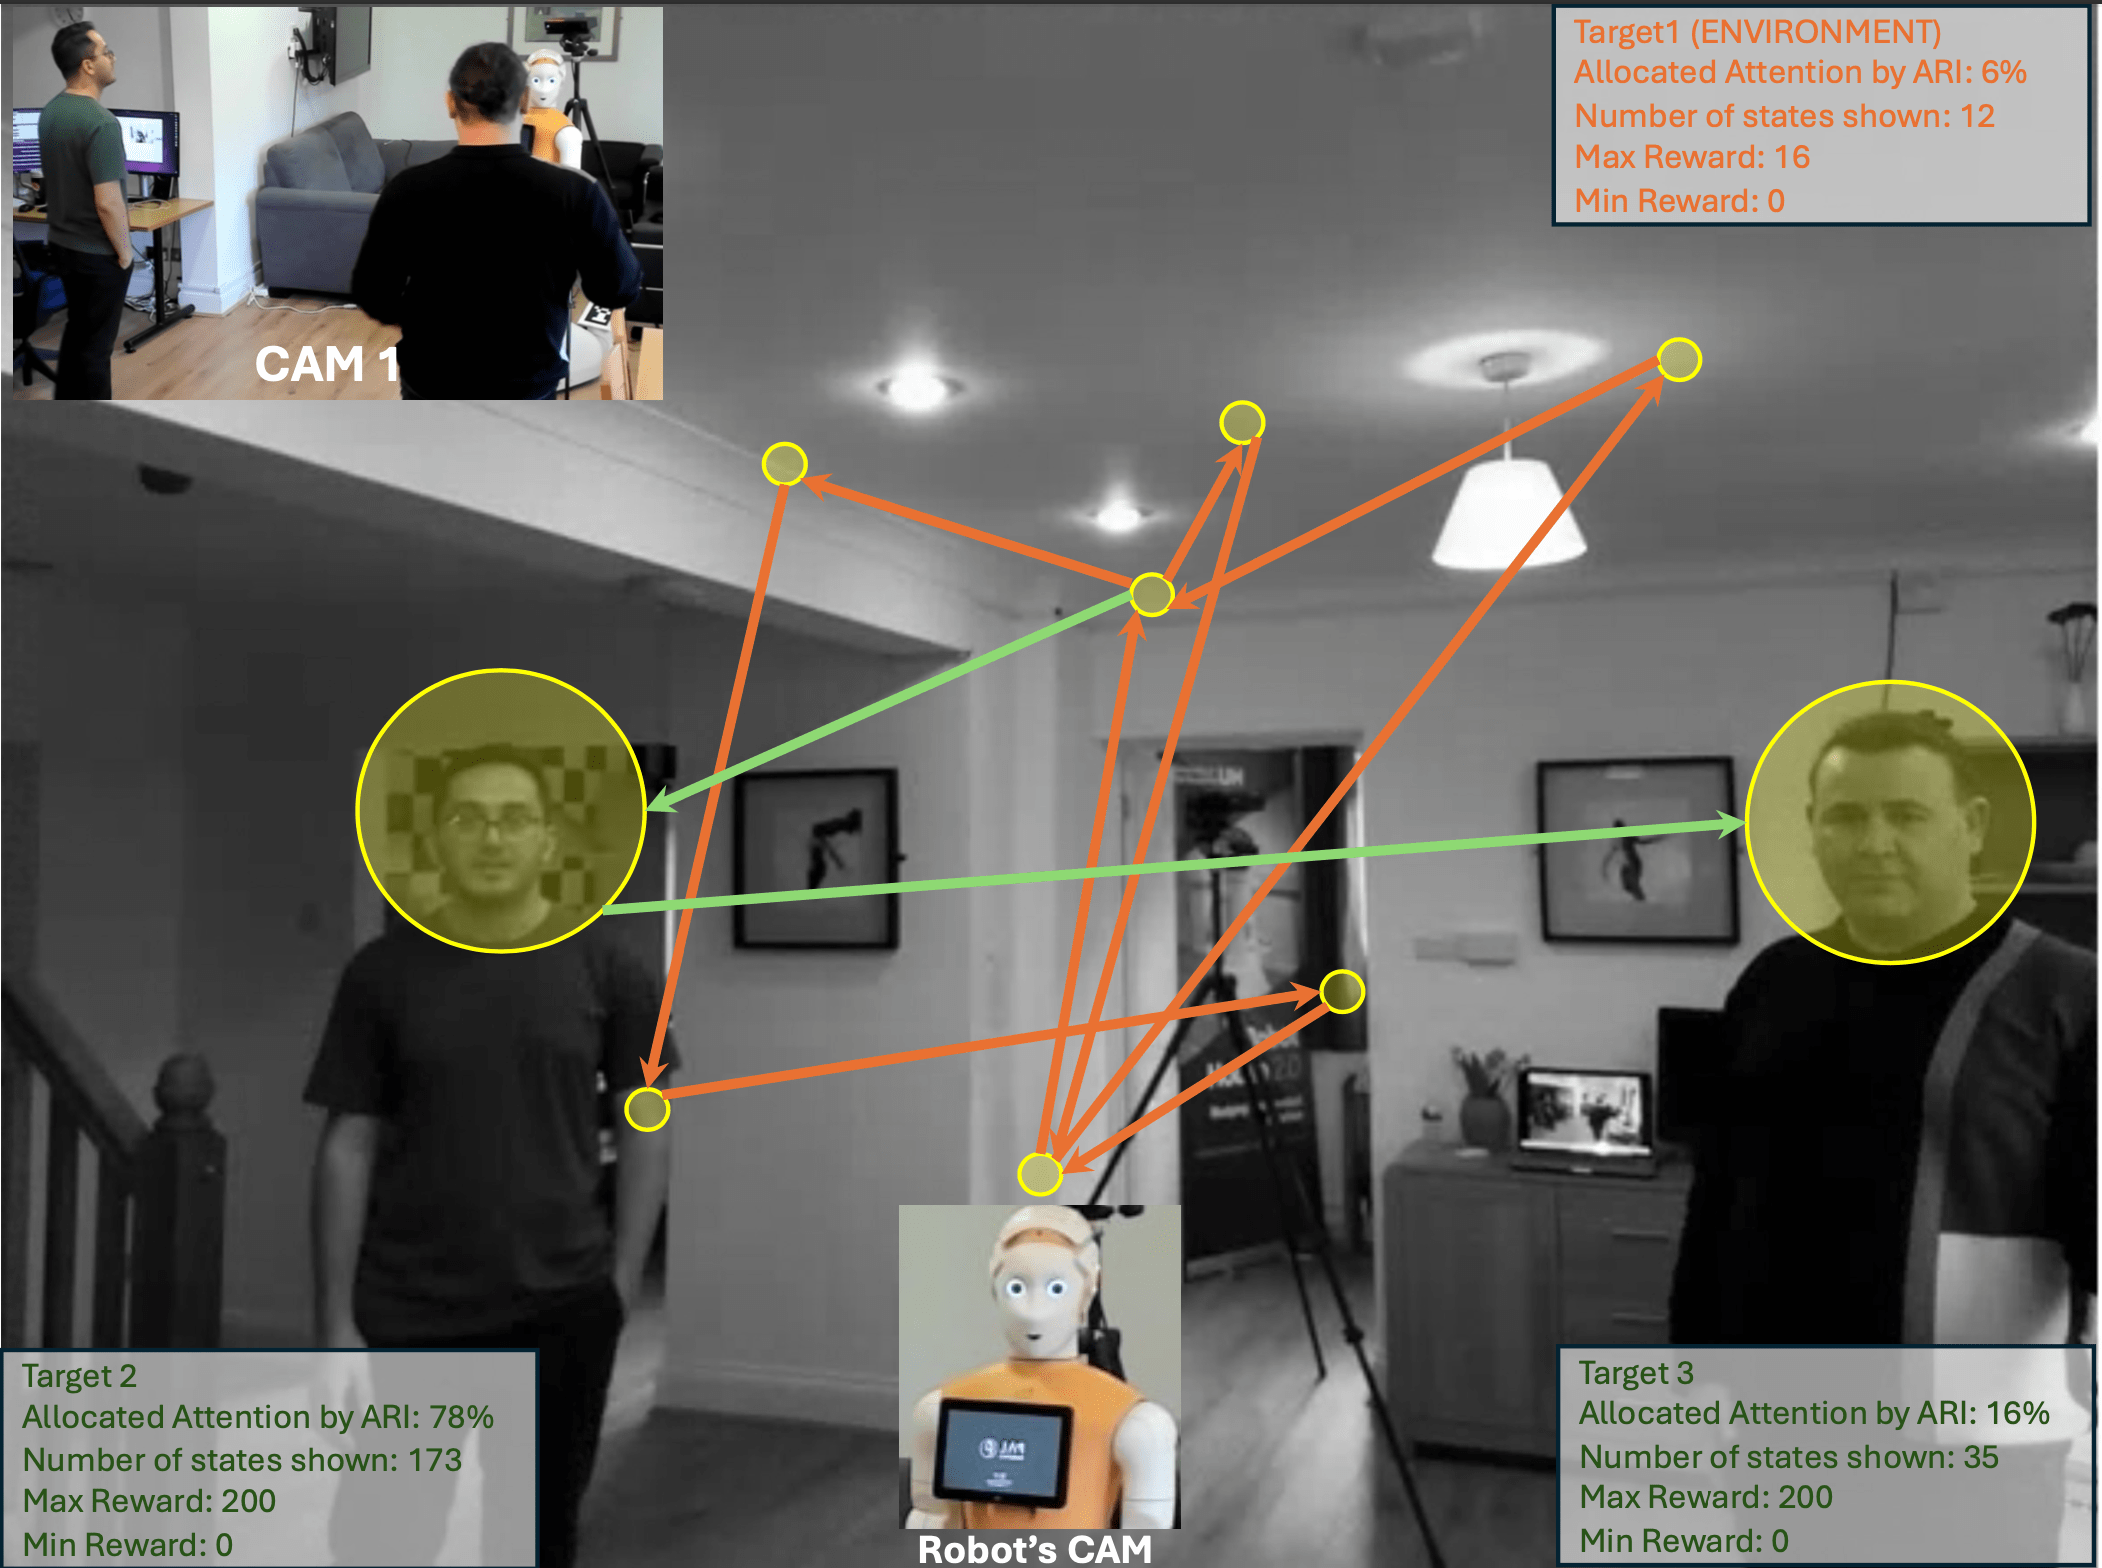 CAM 1
Target1 (ENVIRONMENT)
Allocated Attention by ARI: 6%
Number of states shown: 12
Max Reward: 16
Min Reward: 0
Target 2
Allocated Attention by ARI: 78%
Number of states shown: 173
Max Reward: 200
Min Reward: 0
Robot's CAM
Target 3
Allocated Attention by ARI: 16%
Number of states shown: 35
Max Reward: 200
Min Reward: 0